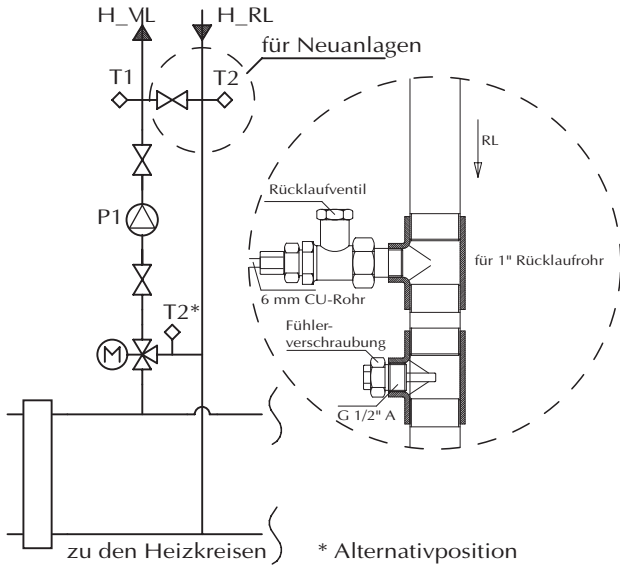 H_VL
H_RL
für Neuanlagen
T1
T2
RL
Rücklaufventil
P1
für 1" Rücklaufrohr
6 mm CU-Rohr
T2*
Fühler-
verschraubung
M
G 1/2" A
zu den Heizkreisen
* Alternativposition